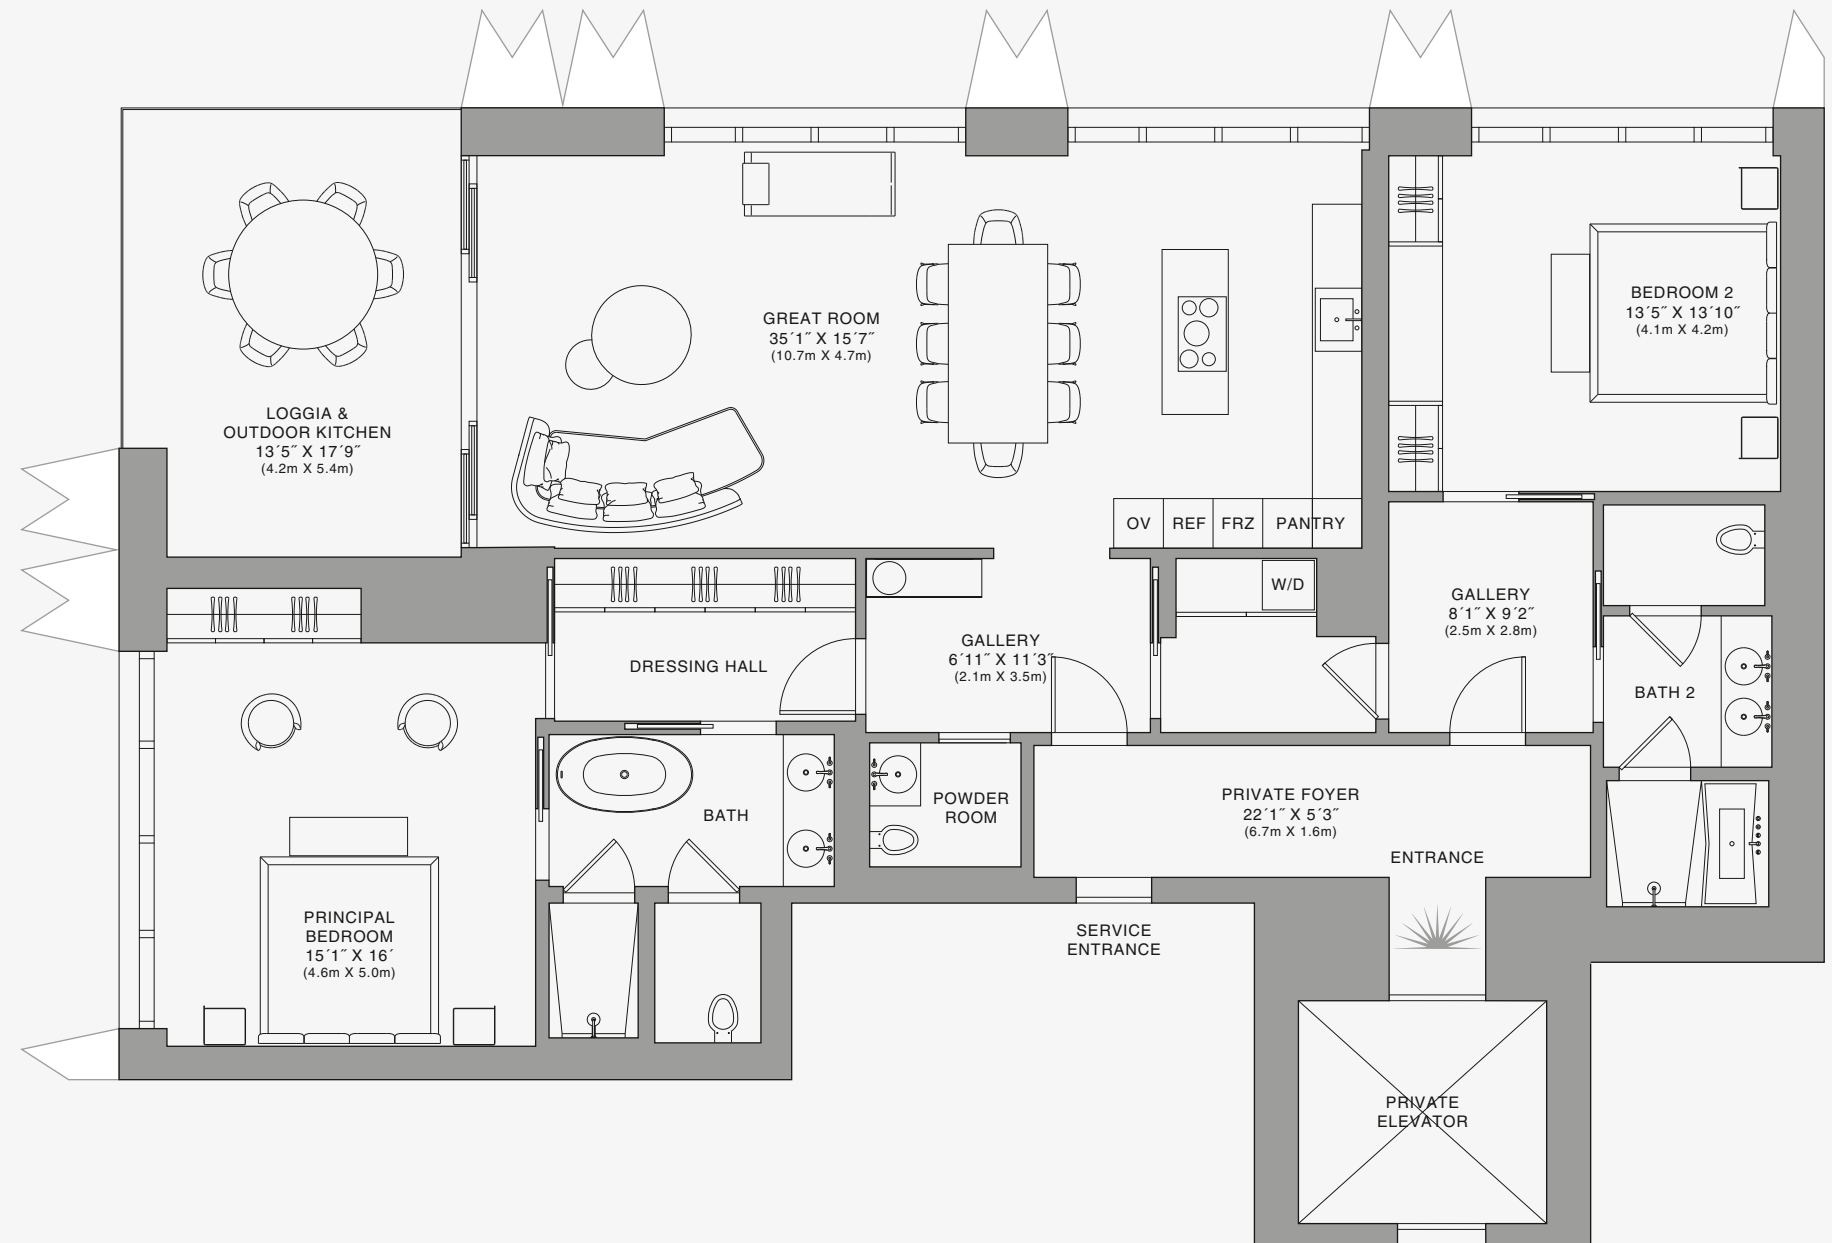 GREAT ROOM
35´1˝ X 15´7˝
(10.7m X 4.7m)
BEDROOM 2
13´5˝ X 13´10˝
(4.1m X 4.2m)
LOGGIA &
OUTDOOR KITCHEN
13´5˝ X 17´9˝
(4.2m X 5.4m)
OV
REF
FRZ
PANTRY
W/D
GALLERY
8´1˝ X 9´2˝
(2.5m X 2.8m)
GALLERY
6´11˝ X 11´3˝
(2.1m X 3.5m)
DRESSING HALL
BATH 2
POWDER
ROOM
BATH
PRIVATE FOYER
22´1˝ X 5´3˝
(6.7m X 1.6m)
ENTRANCE
PRINCIPAL
BEDROOM
15´1˝ X 16´
(4.6m X 5.0m)
SERVICE
ENTRANCE
PRIVATE
ELEVATOR